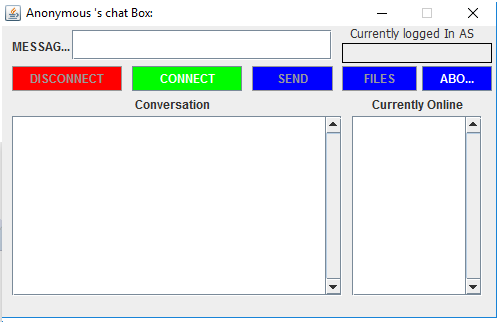 Anonymous 's chat Box:
Currently logged In AS
MESSAG...
DISCONNECT CONNECT SEND FILES ABO...
Conversation Currently Online